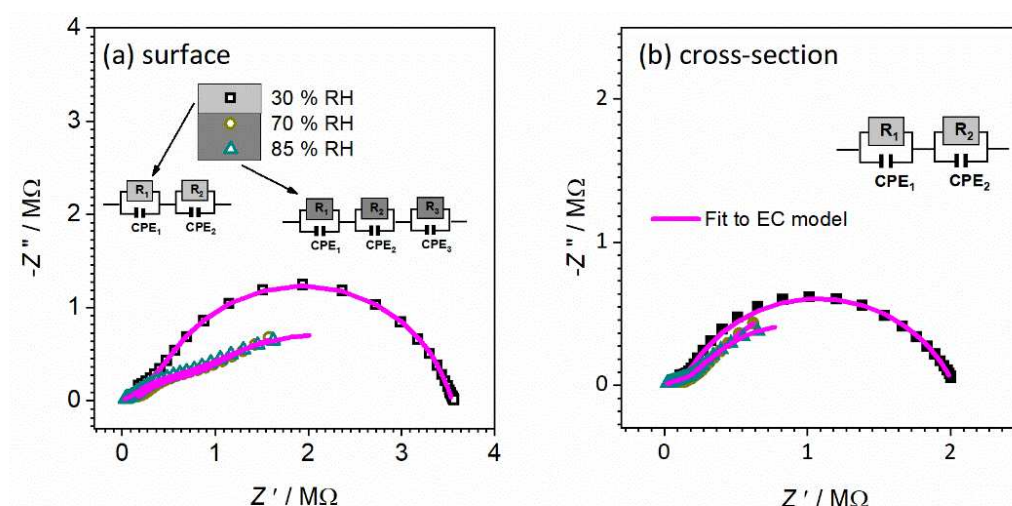 (a) surface
30 % RH
70 % RH
85 % RH
R₁ R₂
CPE₁ CPE₂
R₁ R₂ R₃
CPE₁ CPE₂ CPE₃
4
3
2
1
0
-Z″ / MΩ
0 1 2 3 4
Z′ / MΩ
(b) cross-section
R₁ R₂
CPE₁ CPE₂
Fit to EC model
2
1
0
-Z″ / MΩ
0 1 2
Z′ / MΩ